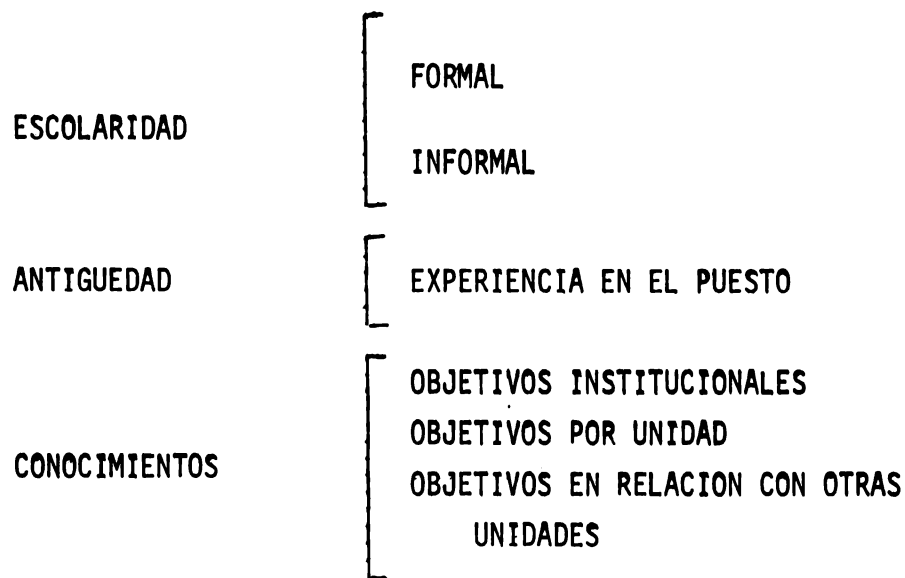 ESCOLARIDAD
FORMAL
INFORMAL
ANTIGUEDAD
EXPERIENCIA EN EL PUESTO
CONOCIMIENTOS
OBJETIVOS INSTITUCIONALES
OBJETIVOS POR UNIDAD
OBJETIVOS EN RELACION CON OTRAS
UNIDADES